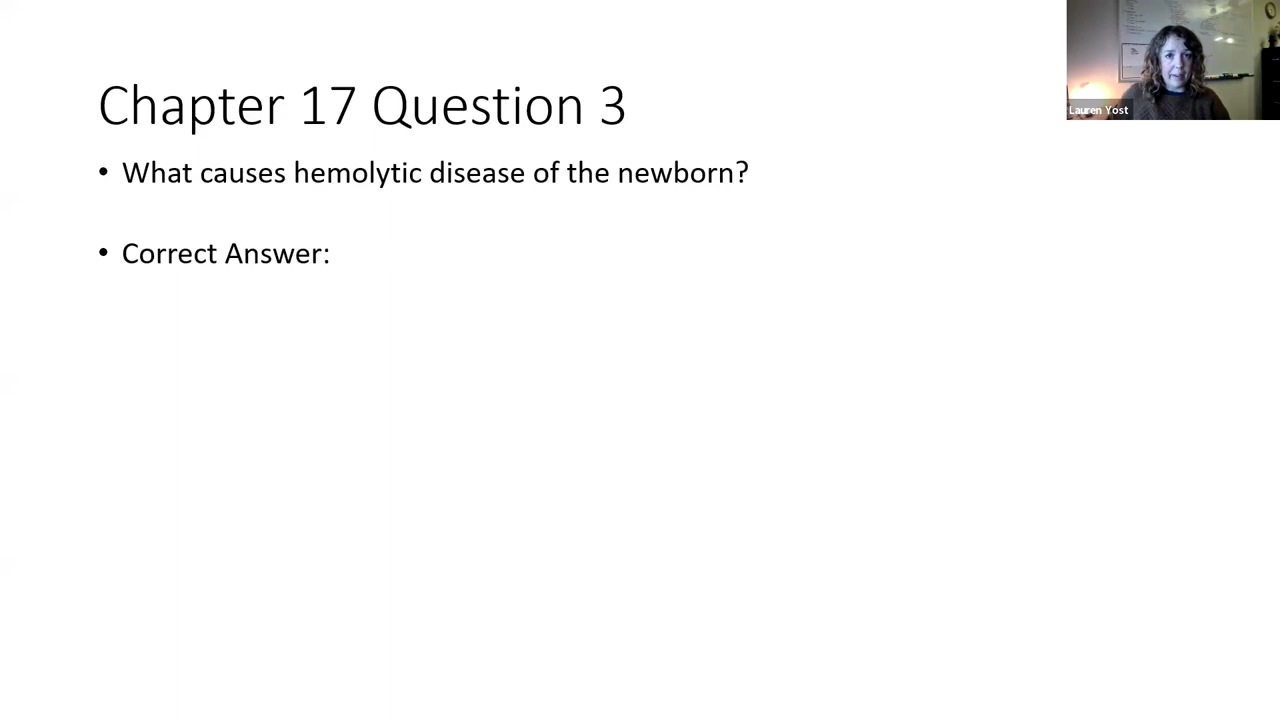 Chapter 17 Question 3
• What causes hemolytic disease of the newborn?
• Correct Answer:
Lauren Yost